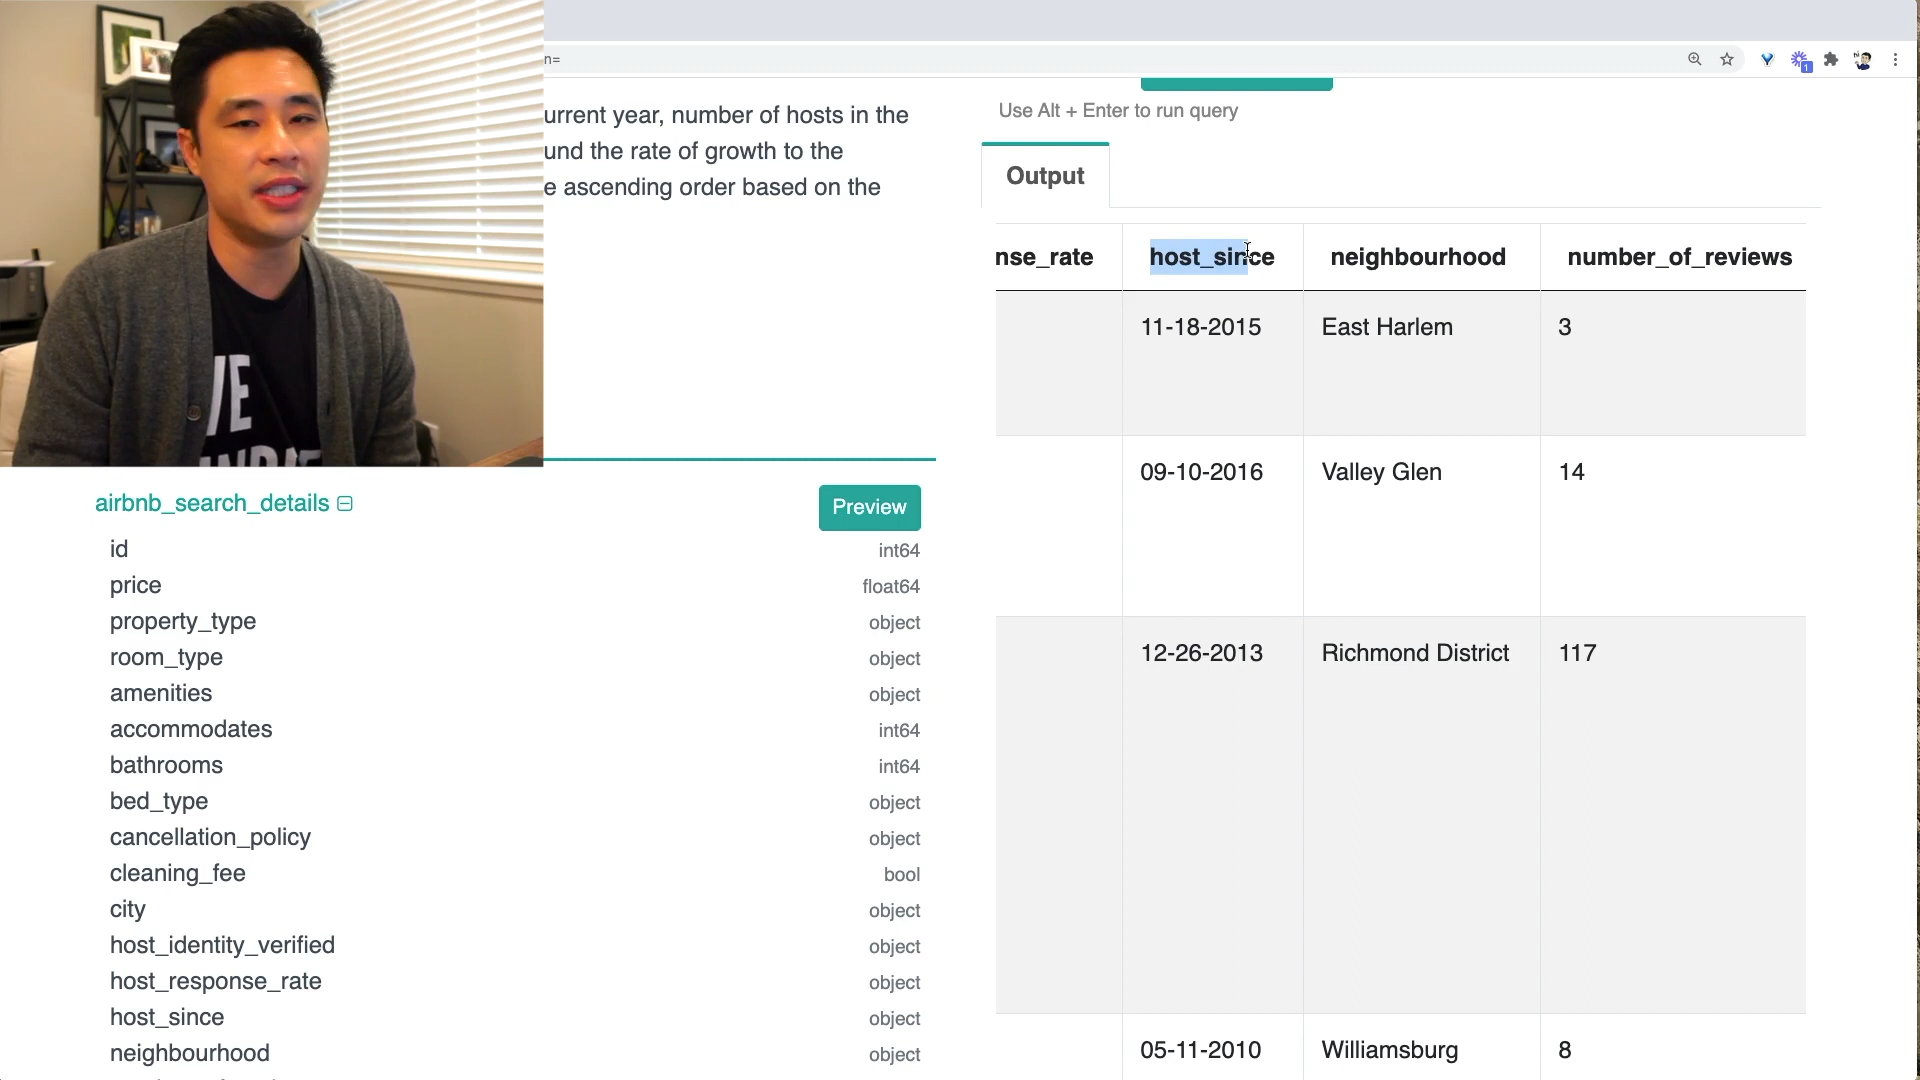 n=
urrent year, number of hosts in the
und the rate of growth to the
e ascending order based on the
Use Alt + Enter to run query
Output
nse_rate host_since neighbourhood number_of_reviews
11-18-2015 East Harlem 3
09-10-2016 Valley Glen 14
12-26-2013 Richmond District 117
05-11-2010 Williamsburg 8
airbnb_search_details
Preview
id int64
price float64
property_type object
room_type object
amenities object
accommodates int64
bathrooms int64
bed_type object
cancellation_policy object
cleaning_fee bool
city object
host_identity_verified object
host_response_rate object
host_since object
neighbourhood object
1